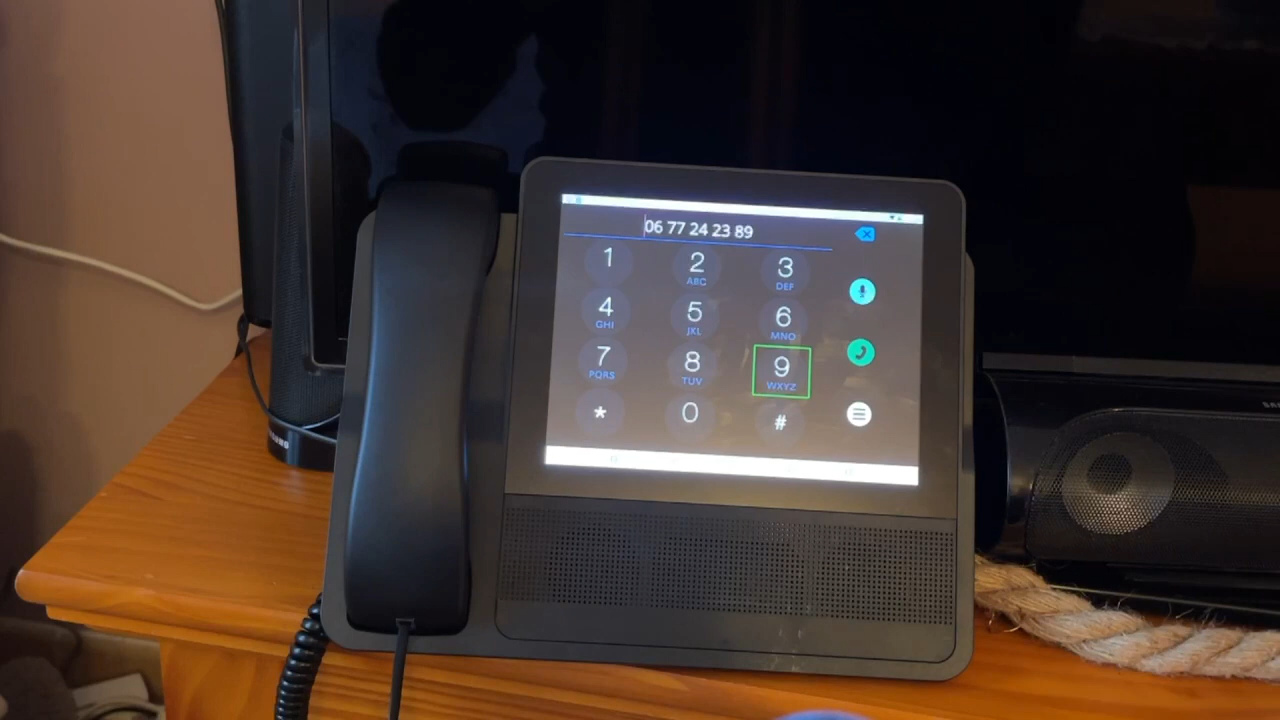 06 77 24 23 89
1 2 3
ABC DEF
4 5 6
GHI JKL MNO
7 8 9
PQRS TUV WXYZ
* 0 #